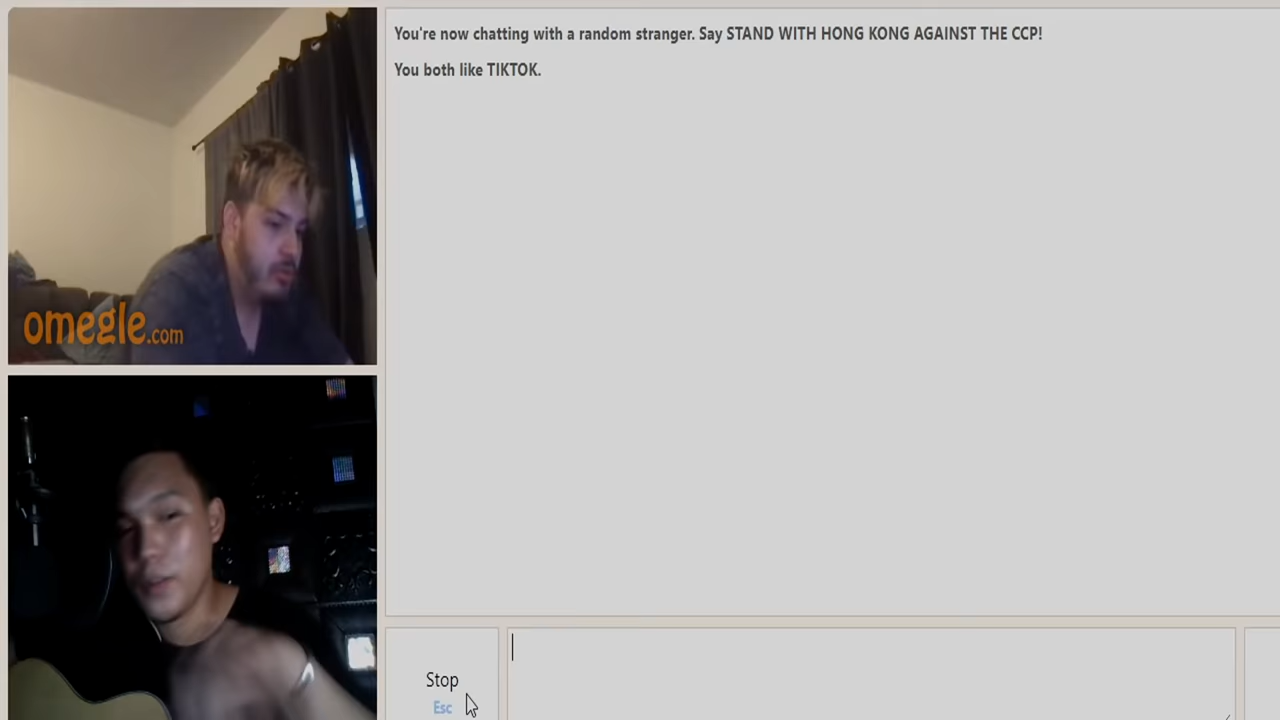 You're now chatting with a random stranger. Say STAND WITH HONG KONG AGAINST THE CCP!
You both like TIKTOK.
omegle.com
Stop
Esc